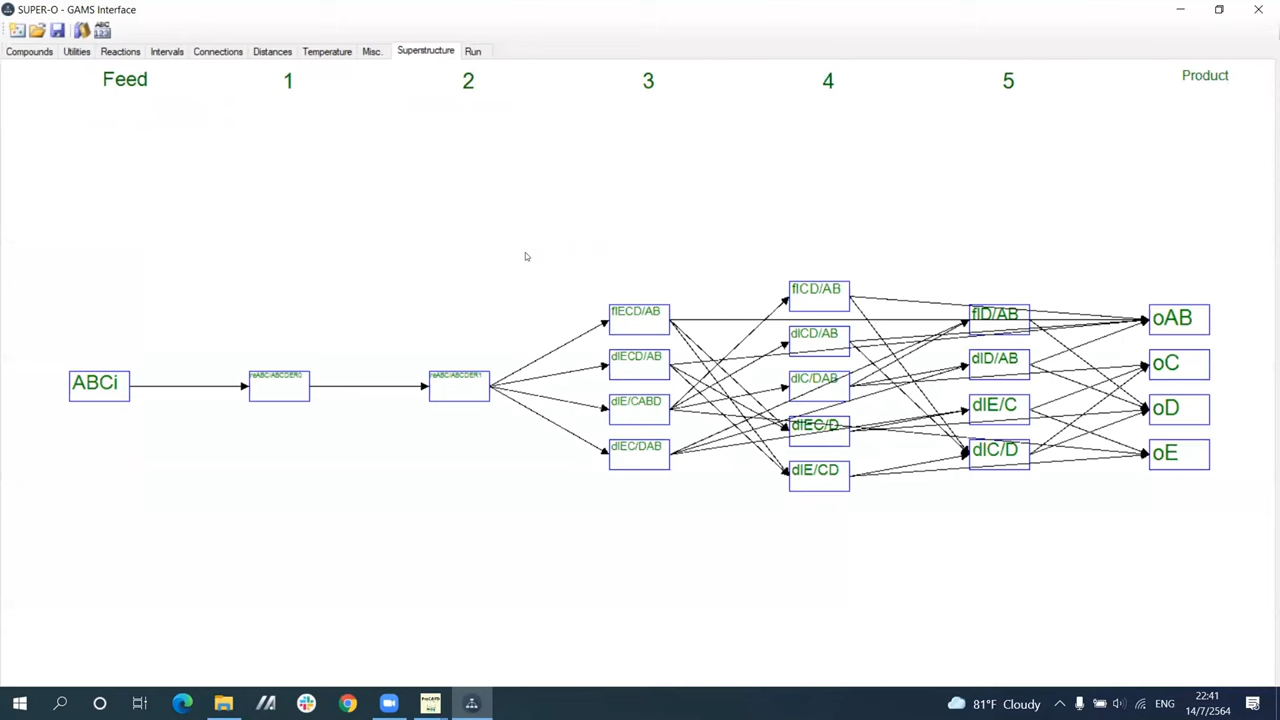 SUPER-O - GAMS Interface
ABC
123
Compounds Utilities Reactions Intervals Connections Distances Temperature Misc. Superstructure Run
Feed 1 2 3 4 5 Product
fIECD/AB
dIECD/AB
dIE/CABD
dIEC/DAB
fICD/AB
dICD/AB
dIC/DAB
dIEC/D
dIE/CD
fID/AB
dID/AB
dIE/C
dIC/D
oAB
oC
oD
oE
ABCi
81°F Cloudy ENG
22:41
14/7/2564